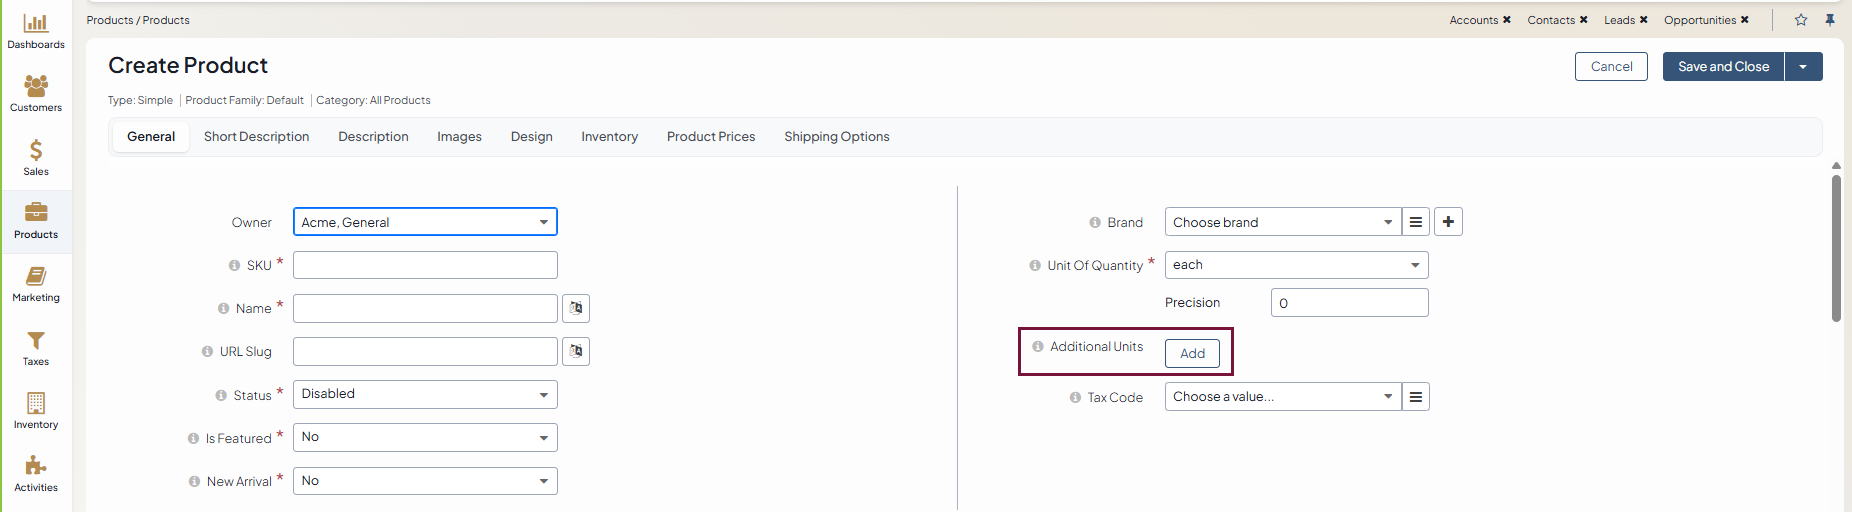 Dashboards
Customers
Sales
Products
Marketing
Taxes
Inventory
Activities
Products / Products
Accounts ✖ Contacts ✖ Leads ✖ Opportunities ✖
Create Product
Cancel Save and Close
Type: Simple | Product Family: Default | Category: All Products
General Short Description Description Images Design Inventory Product Prices Shipping Options
Owner Acme, General
SKU *
Name *
URL Slug
Status * Disabled
Is Featured * No
New Arrival * No
Brand Choose brand
Unit Of Quantity * each
Precision 0
Additional Units Add
Tax Code Choose a value...